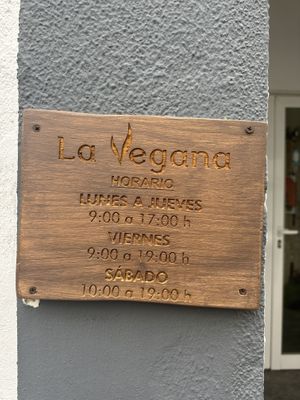 La Vegana
HORARIO
LUNES A JUEVES
9:00 a 17:00 h
VIERNES
9:00 a 19:00 h
SÁBADO
10:00 a 19:00 h